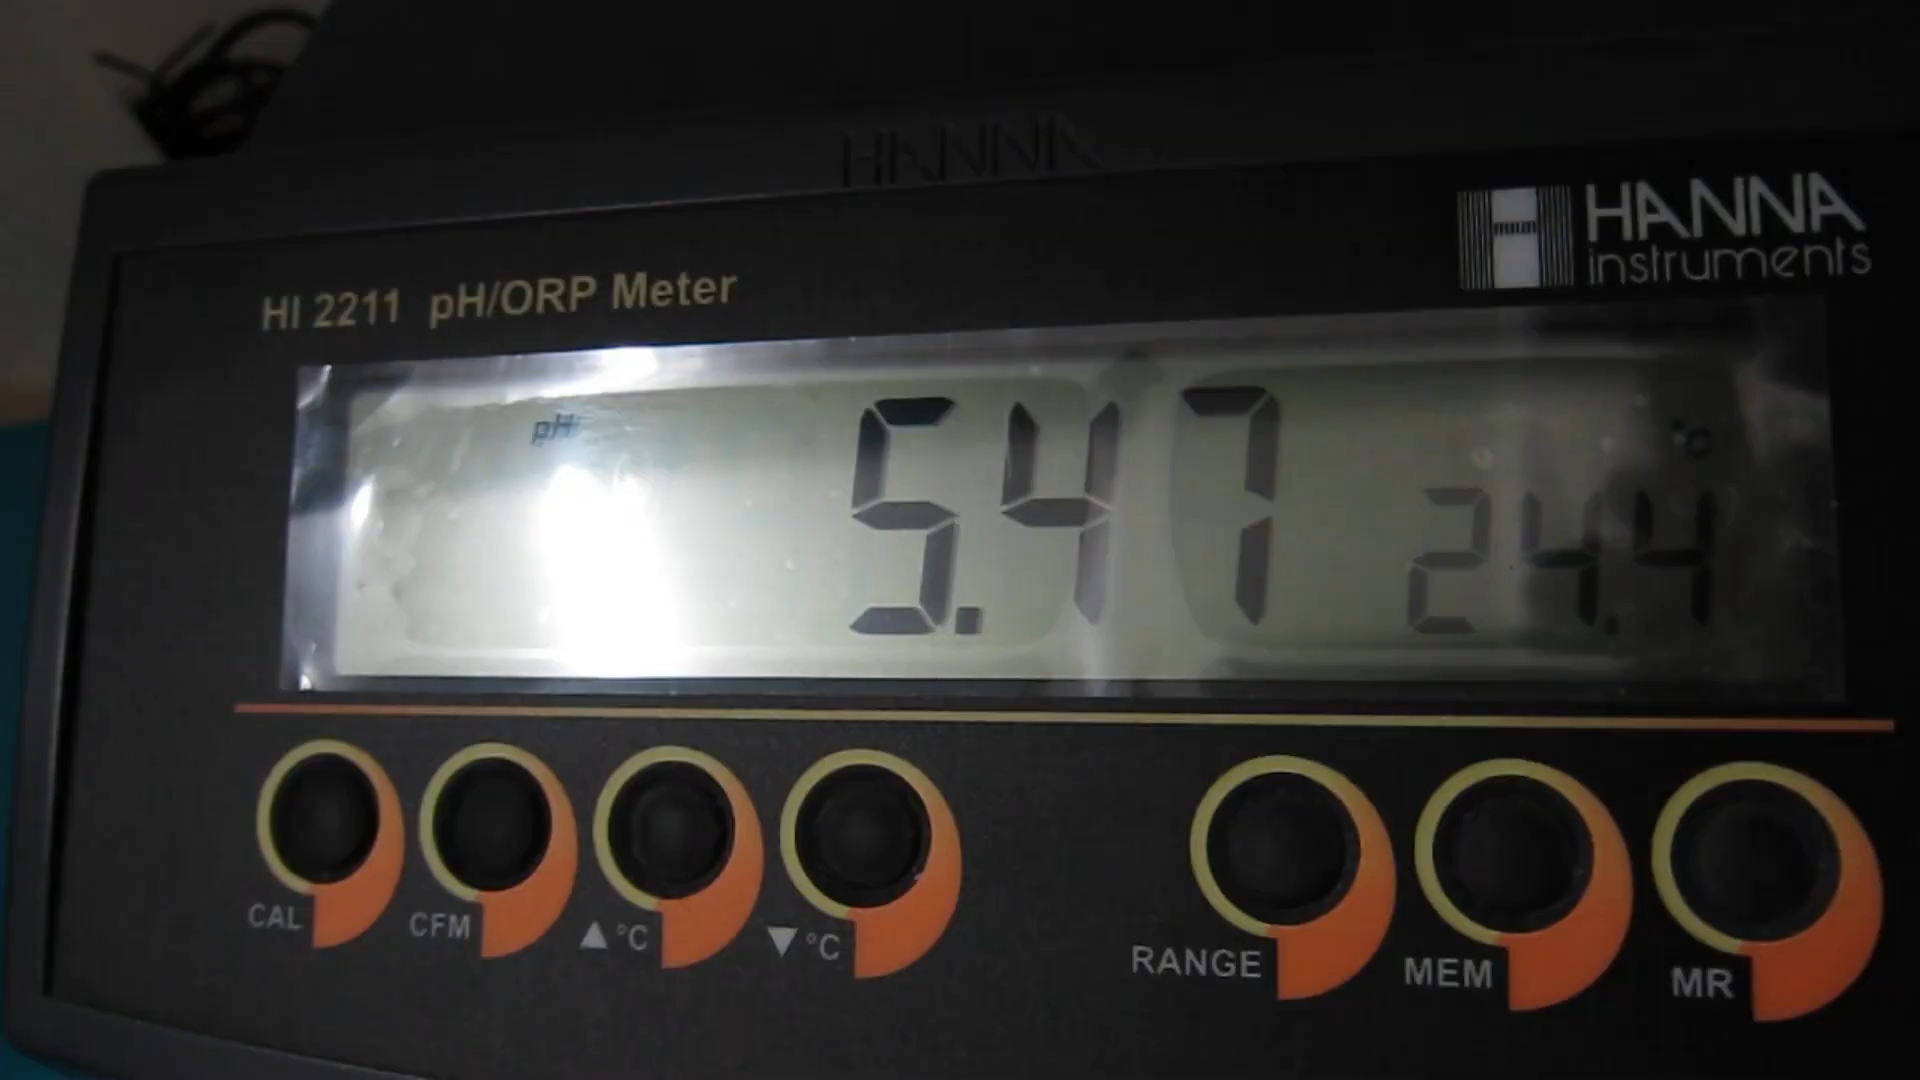 HANNA
HANNA
instruments
HI 2211 pH/ORP Meter
pH
5.47
°C
24.4
CAL
CFM
▲ °C
▼ °C
RANGE
MEM
MR